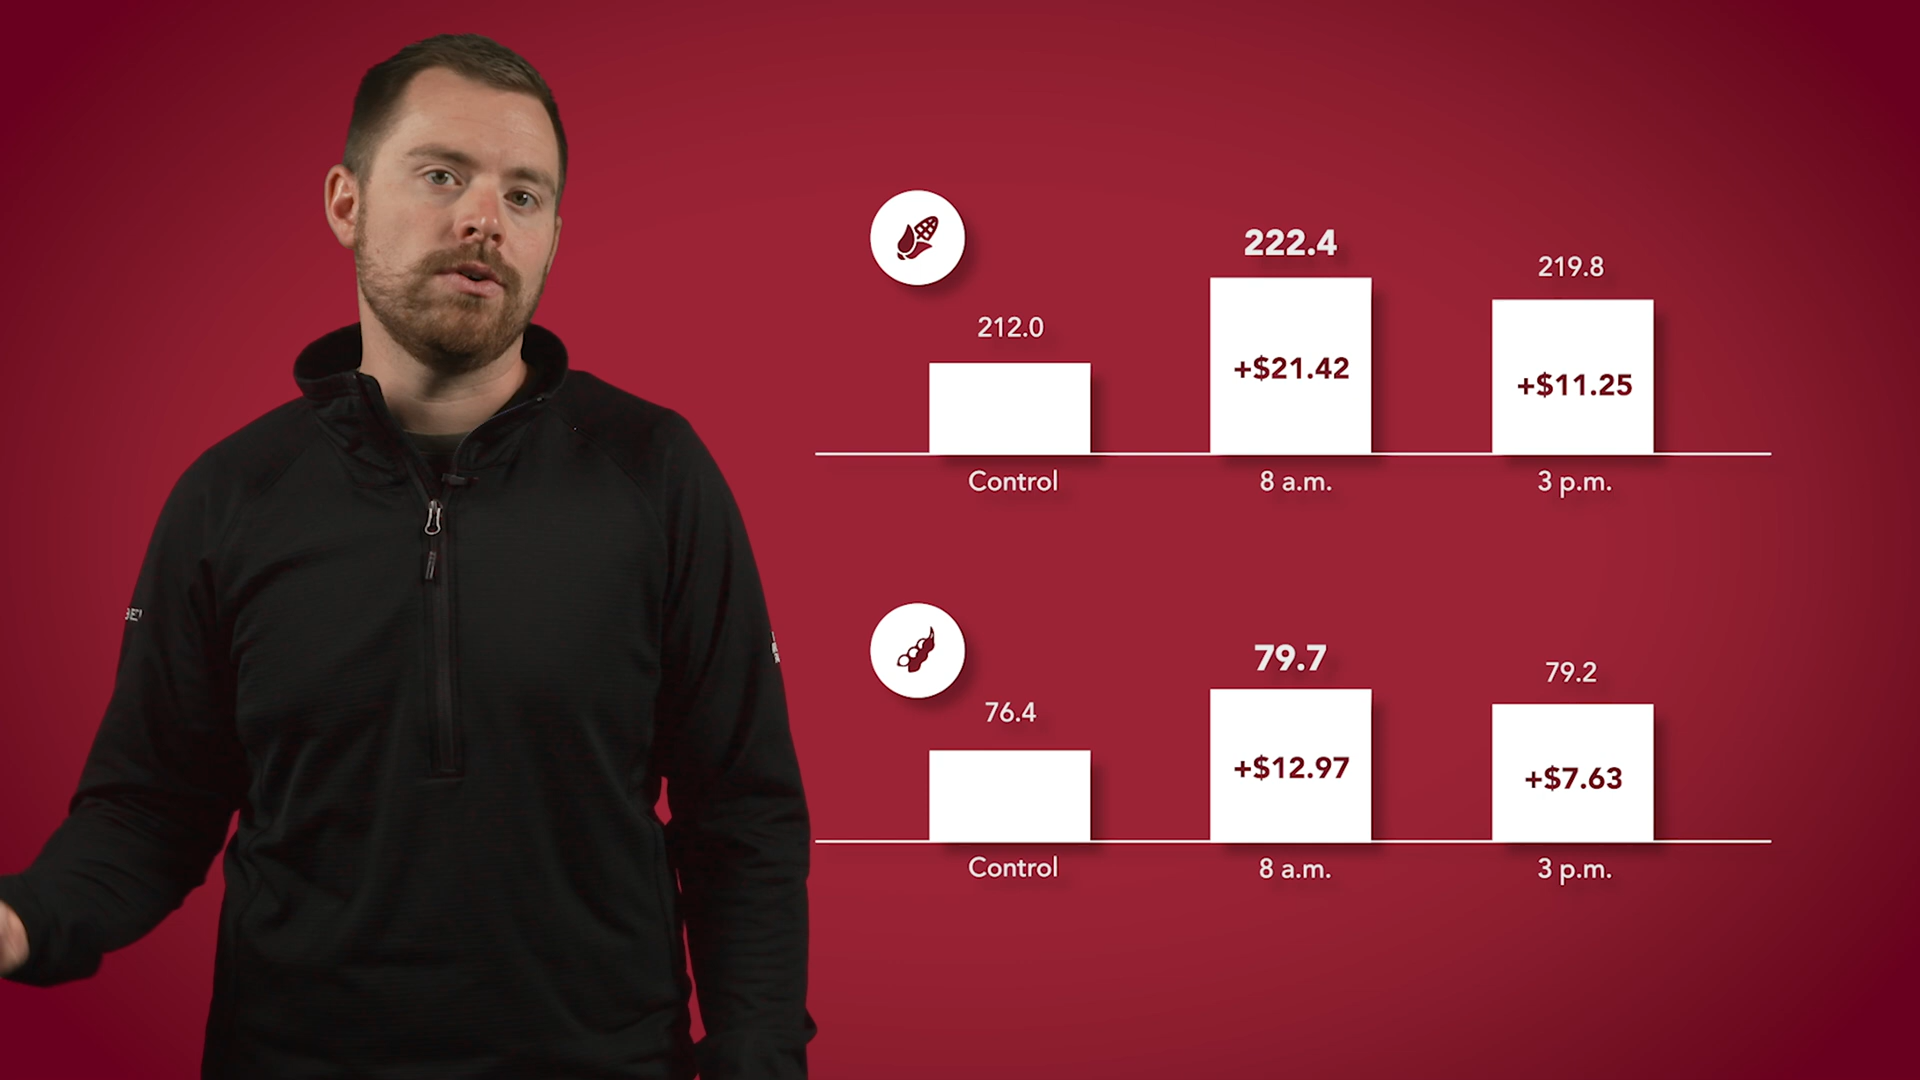 222.4
219.8
212.0
+$21.42
+$11.25
Control
8 a.m.
3 p.m.
79.7
79.2
76.4
+$12.97
+$7.63
Control
8 a.m.
3 p.m.